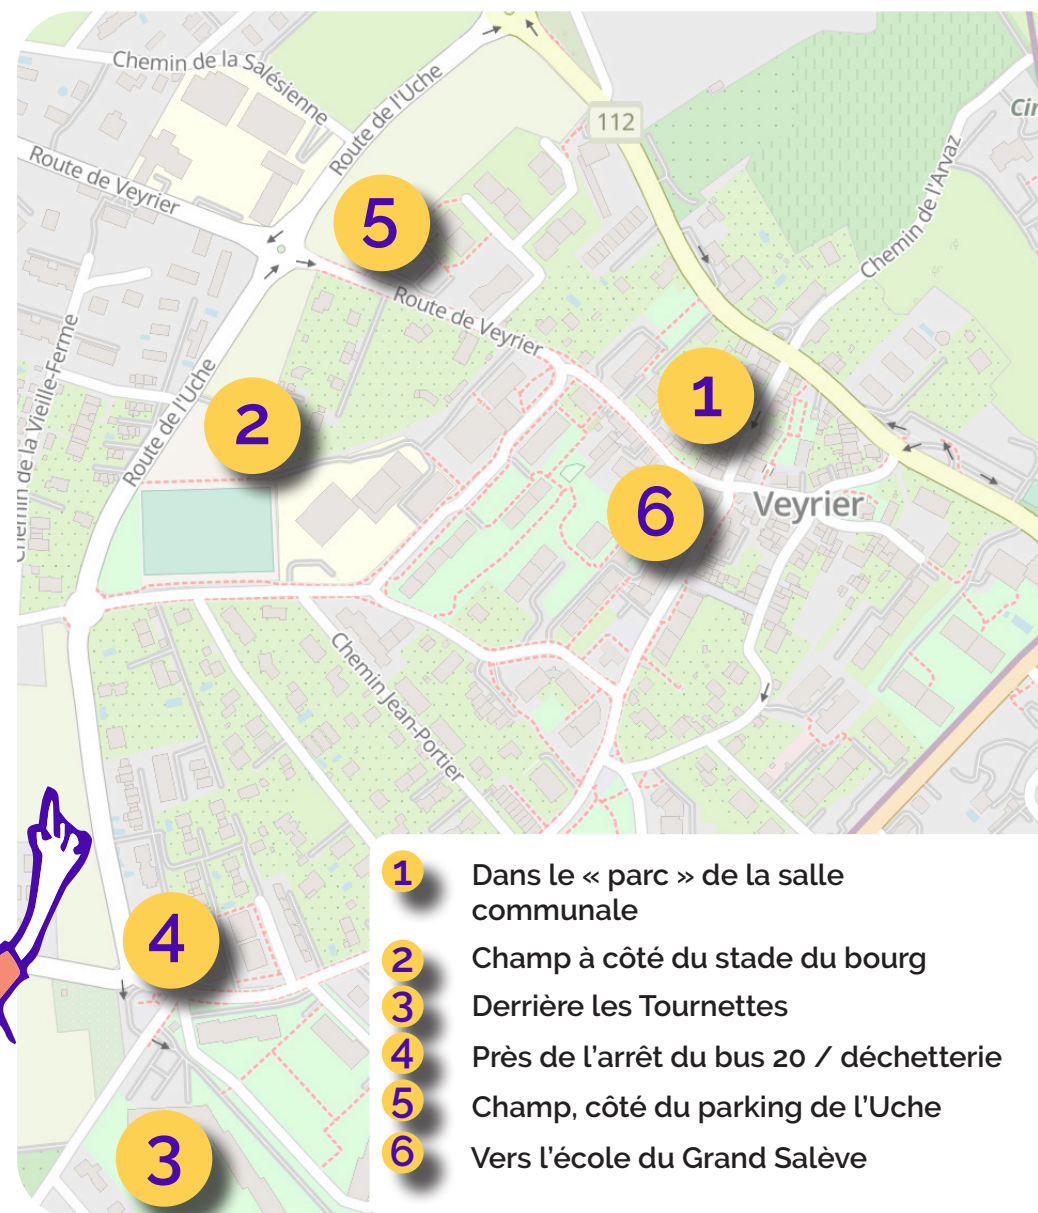 Chemin de la Salésienne
Route de l'Uche
112
Cir
Route de Veyrier
Chemin de l'Arvaz
5
Route de Veyrier
Chemin de la Vieille-Ferme
Route de l'Uche
1
2
6
Veyrier
Chemin Jean-Portier
4
3
1 Dans le « parc » de la salle
communale
2 Champ à côté du stade du bourg
3 Derrière les Tournettes
4 Près de l’arrêt du bus 20 / déchetterie
5 Champ, côté du parking de l’Uche
6 Vers l’école du Grand Salève